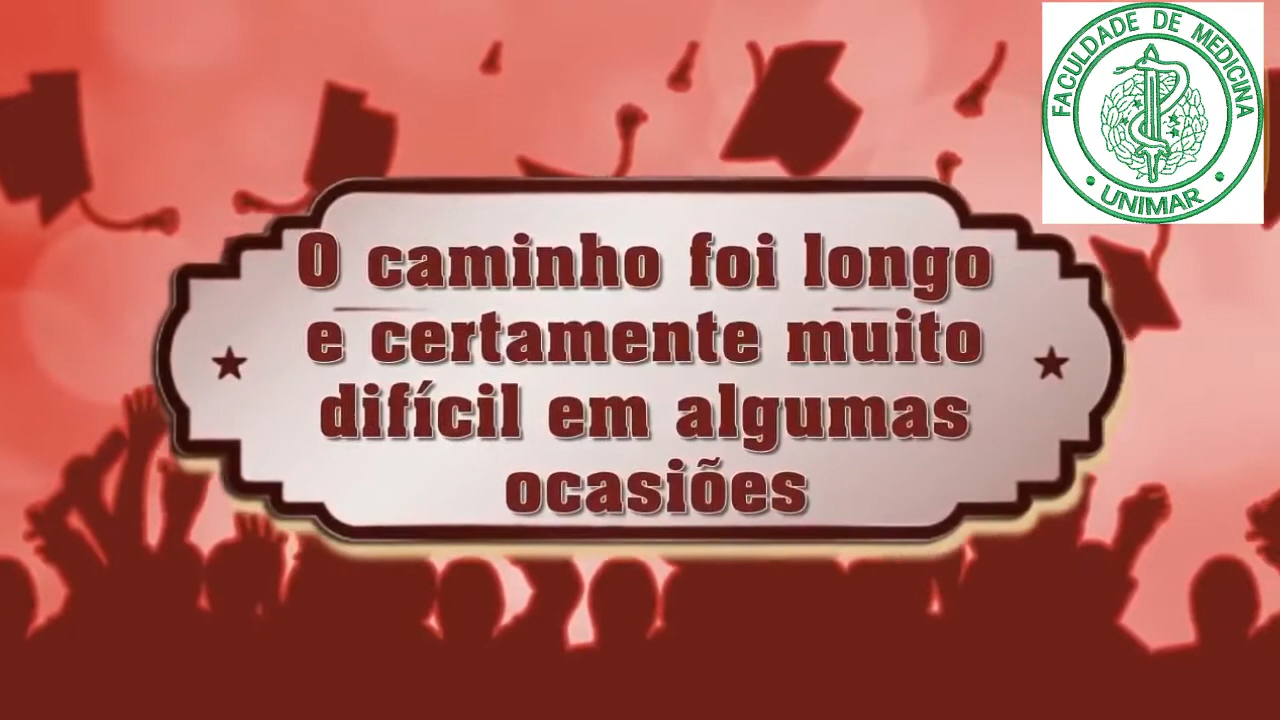 FACULDADE DE MEDICINA
UNIMAR
O caminho foi longo
e certamente muito
difícil em algumas
ocasiões